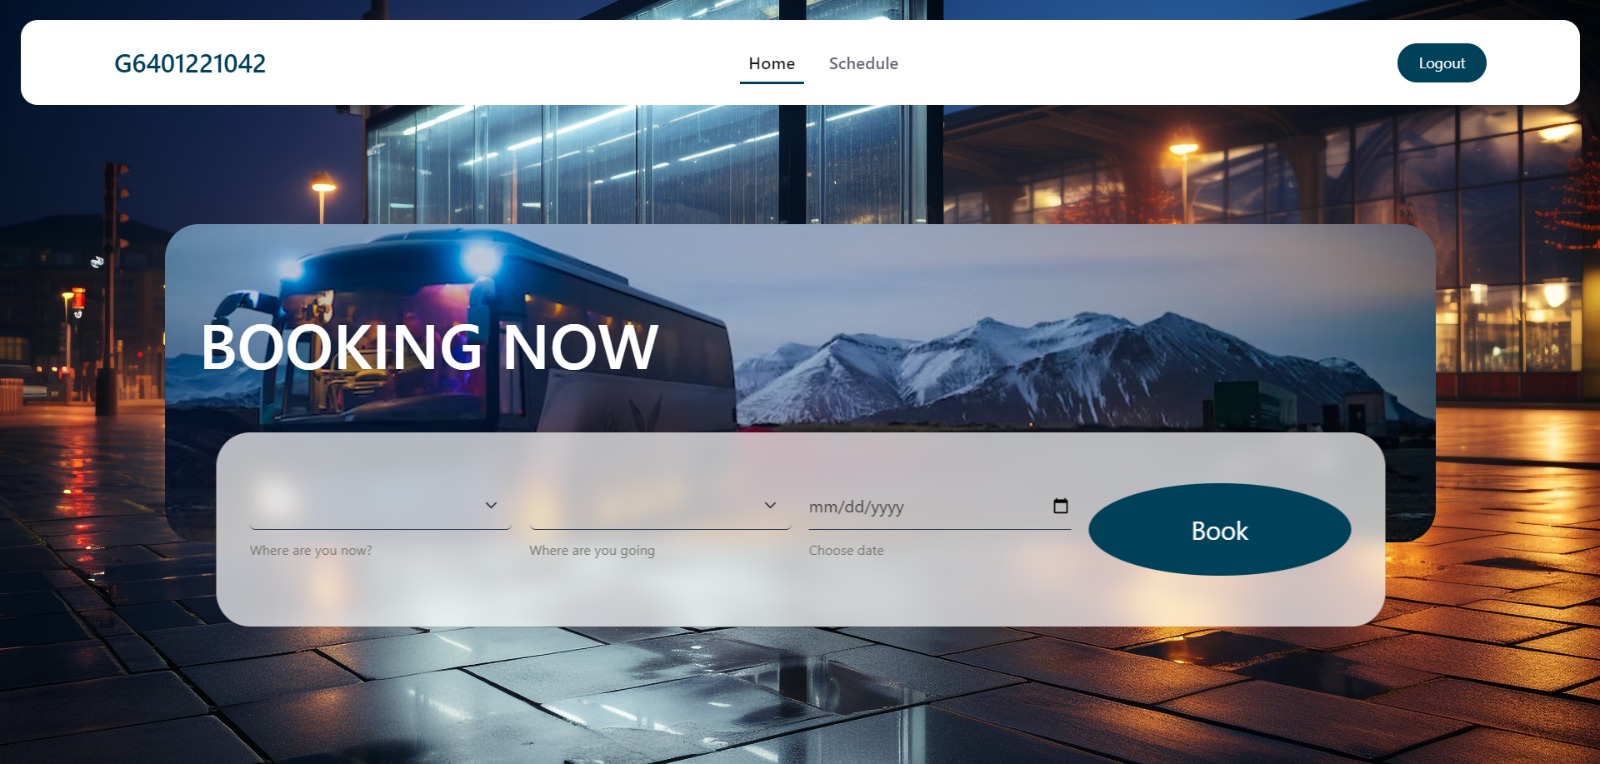 G6401221042
Home
Schedule
Logout
BOOKING NOW
mm/dd/yyyy
Book
Where are you now?
Where are you going
Choose date